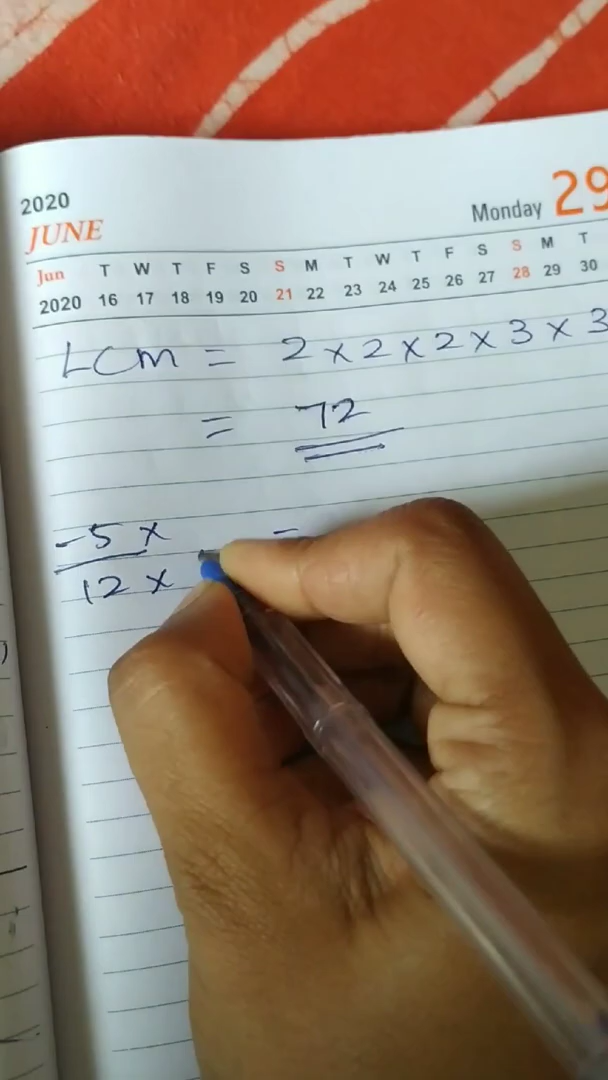 2020
JUNE
Monday 29
Jun T W T F S S M T W T F S S M T
2020 16 17 18 19 20 21 22 23 24 25 26 27 28 29 30
LCM = 2 x 2 x 2 x 3 x 3
= 72
-5 x -
12 x